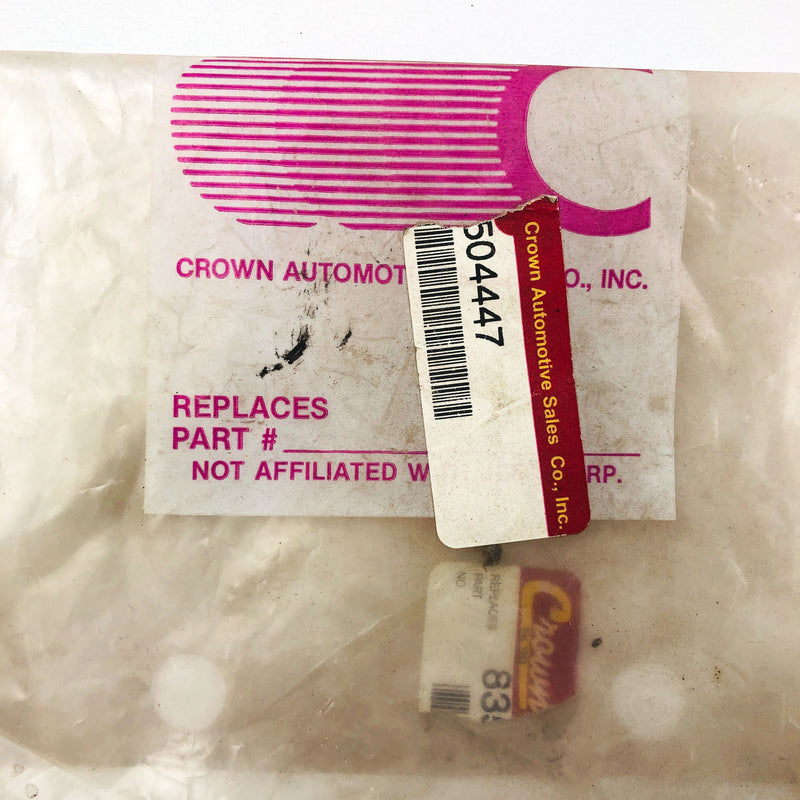 CROWN AUTOMOT O., INC.
504447
Crown Automotive Sales Co., Inc.
REPLACES
PART #
NOT AFFILIATED W RP.
REPLACES
PART
NO
Crown
83